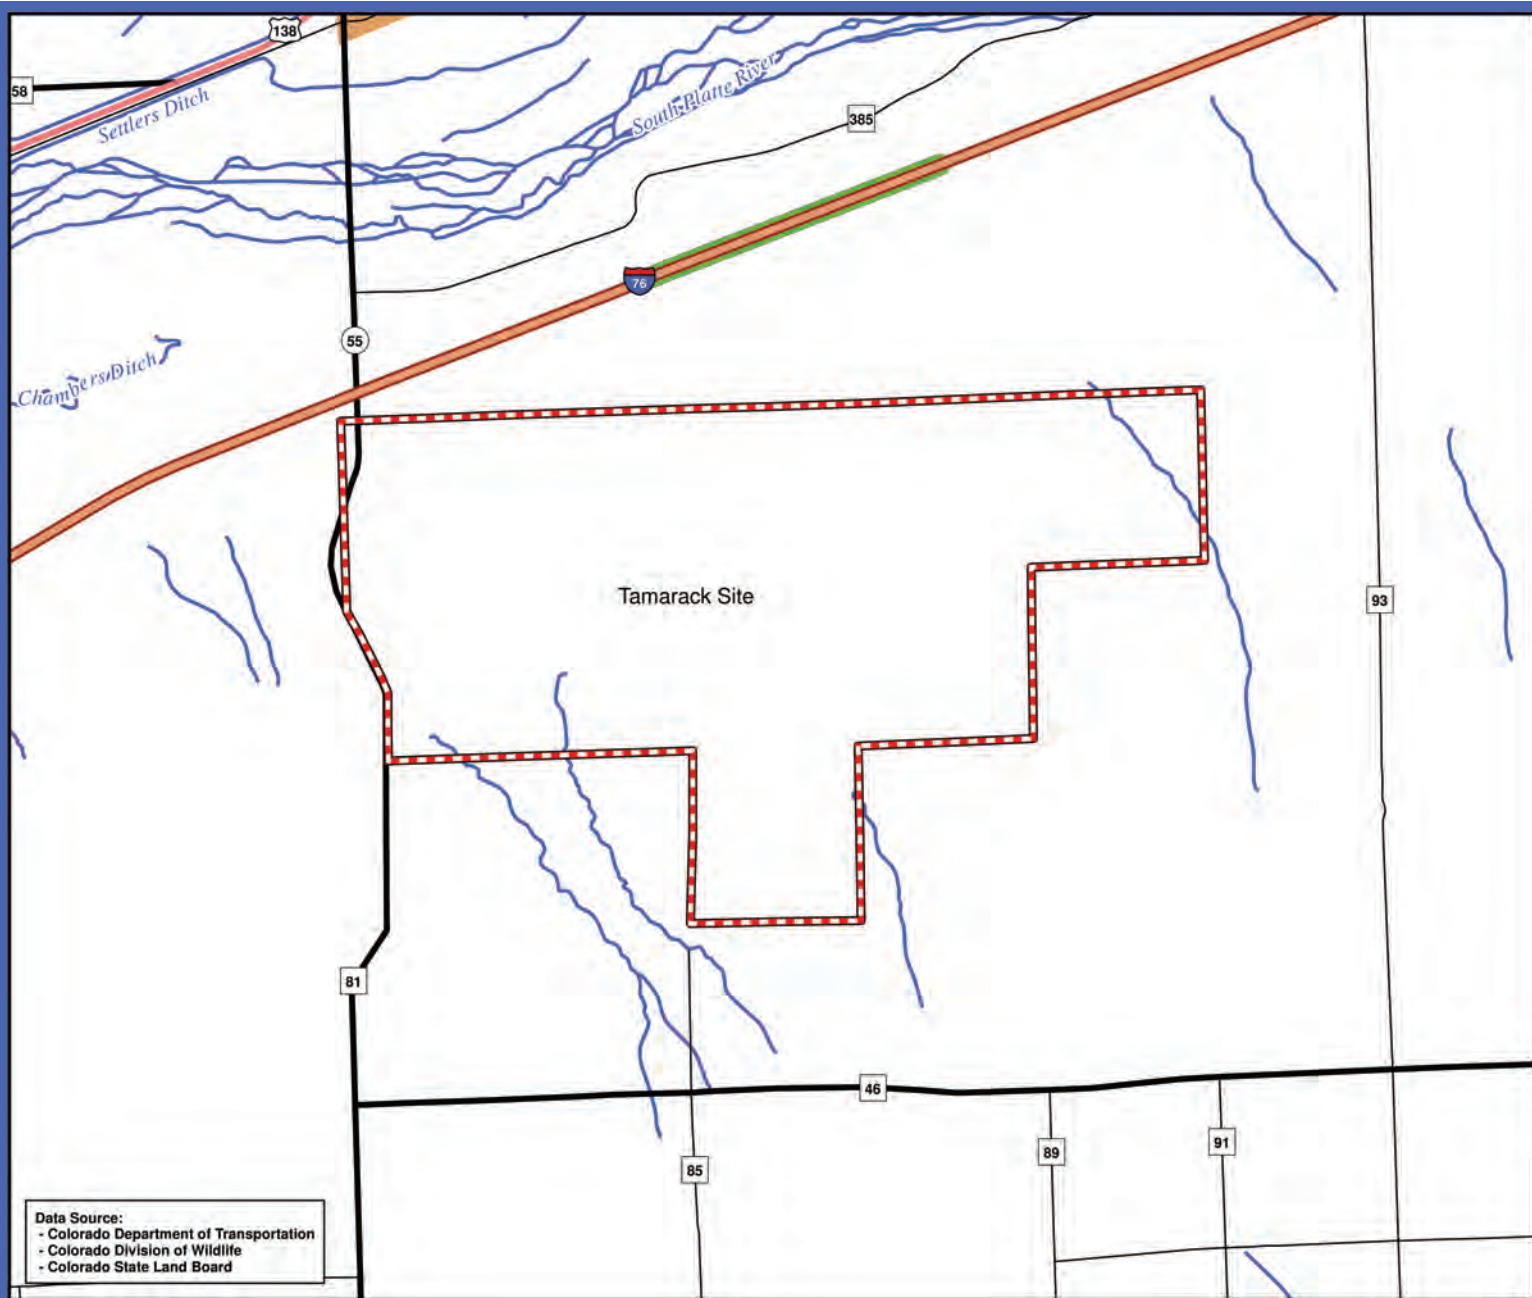 138
58
Settlers Ditch
South Platte River
385
76
55
Chambers Ditch
Tamarack Site
93
81
46
85
89
91
Data Source:
- Colorado Department of Transportation
- Colorado Division of Wildlife
- Colorado State Land Board